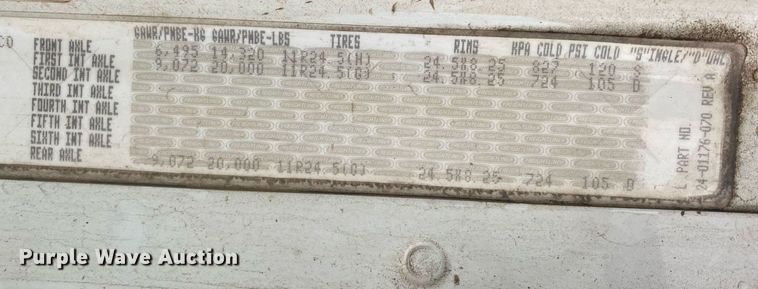 CO GAWR/PNBE-KG GAWR/PNBE-LBS TIRES RIMS KPA COLD PSI COLD "S"INGLE/"D"UAL
FRONT AXLE 6,495 14,320 11R24.5(H) 24.5X8.25 827 120 S
FIRST INT AXLE 9,072 20,000 11R24.5(G) 24.5X8.25 724 105 D
SECOND INT AXLE
THIRD INT AXLE
FOURTH INT AXLE
FIFTH INT AXLE
SIXTH INT AXLE
REAR AXLE 9,072 20,000 11R24.5(G) 24.5X8.25 724 105 D
L PART NO.
24-01176-070 REV A
Purple Wave Auction